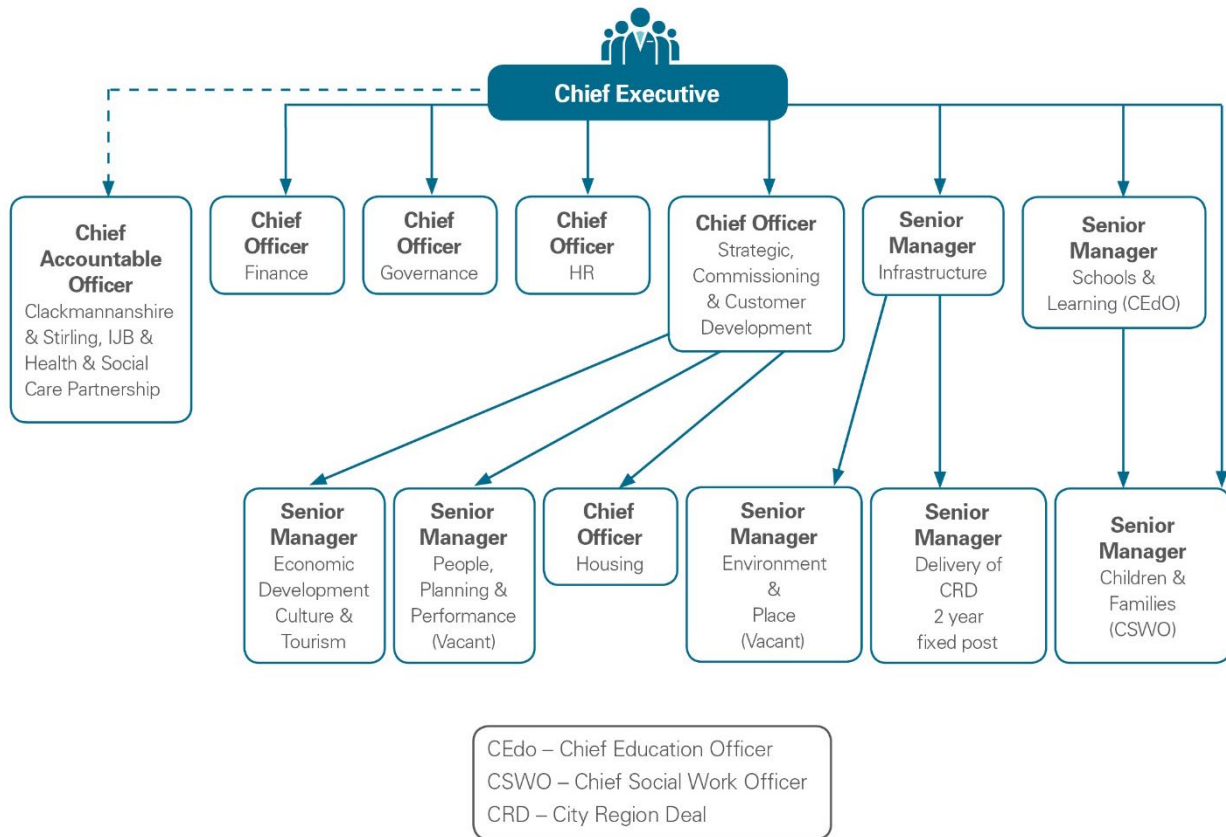 Chief Executive
Chief
Accountable
Officer
Clackmannanshire
& Stirling, IJB &
Health & Social
Care Partnership
Chief
Officer
Finance
Chief
Officer
Governance
Chief
Officer
HR
Chief Officer
Strategic,
Commissioning
& Customer
Development
Senior
Manager
Infrastructure
Senior
Manager
Schools &
Learning (CEdO)
Senior
Manager
Economic
Development
Culture &
Tourism
Senior
Manager
People,
Planning &
Performance
(Vacant)
Chief
Officer
Housing
Senior
Manager
Environment
&
Place
(Vacant)
Senior
Manager
Delivery of
CRD
2 year
fixed post
Senior
Manager
Children &
Families
(CSWO)
CEdo – Chief Education Officer
CSWO – Chief Social Work Officer
CRD – City Region Deal